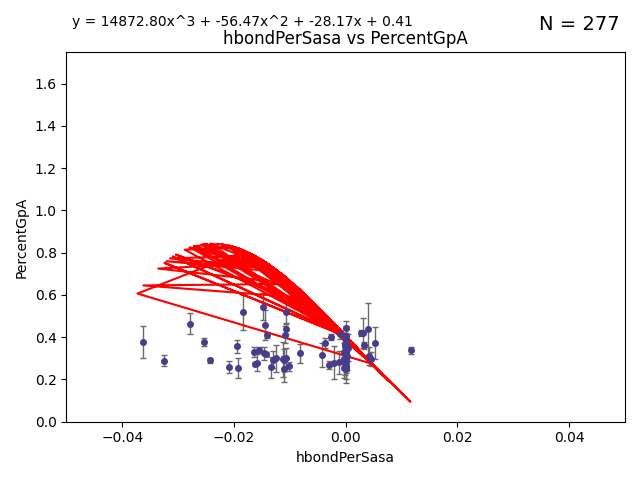 y = 14872.80x^3 + -56.47x^2 + -28.17x + 0.41
N = 277
hbondPerSasa vs PercentGpA
PercentGpA
1.6
1.4
1.2
1.0
0.8
0.6
0.4
0.2
0.0
−0.04 −0.02 0.00 0.02 0.04
hbondPerSasa